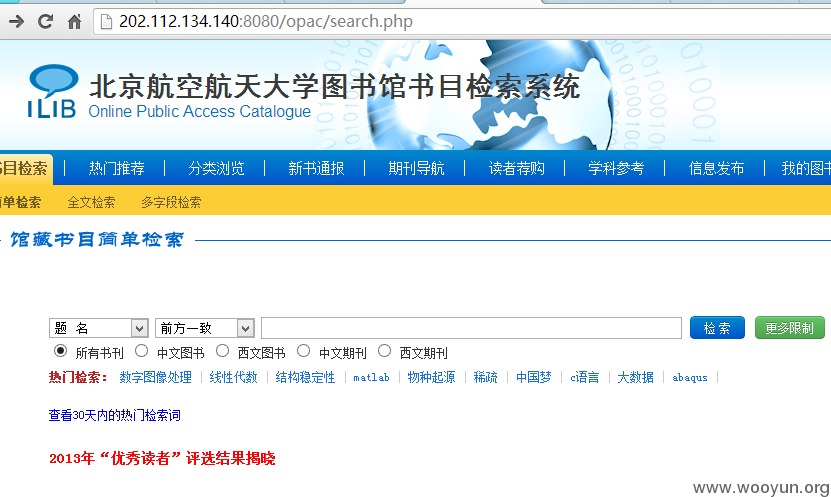 202.112.134.140:8080/opac/search.php
iLIB 北京航空航天大学图书馆书目检索系统
Online Public Access Catalogue
书目检索 热门推荐 分类浏览 新书通报 期刊导航 读者荐购 学科参考 信息发布 我的图书
简单检索 全文检索 多字段检索
馆藏书目简单检索
题 名 前方一致 检 索 更多限制
所有书刊 中文图书 西文图书 中文期刊 西文期刊
热门检索： 数字图像处理 线性代数 结构稳定性 matlab 物种起源 稀疏 中国梦 c语言 大数据 abaqus
查看30天内的热门检索词
2013年“优秀读者”评选结果揭晓
www.wooyun.org